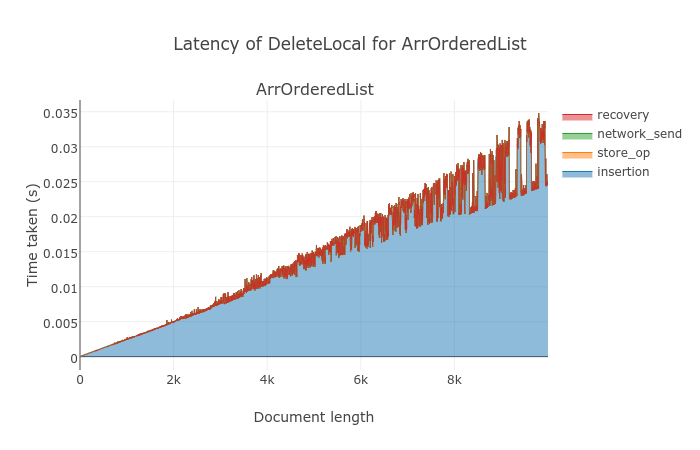 Latency of DeleteLocal for ArrOrderedList
ArrOrderedList
recovery
network_send
store_op
insertion
Time taken (s)
0.035
0.03
0.025
0.02
0.015
0.01
0.005
0
0
2k
4k
6k
8k
Document length